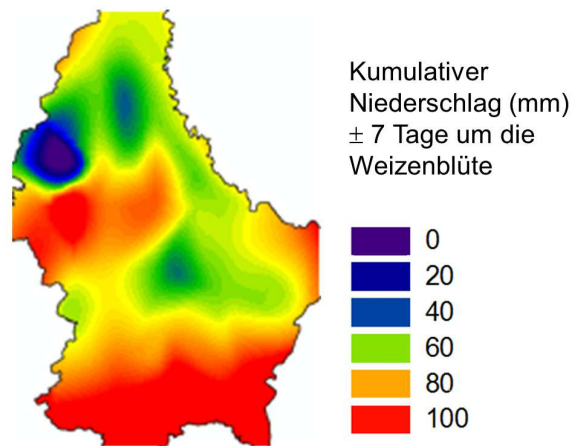 Kumulativer
Niederschlag (mm)
± 7 Tage um die
Weizenblüte
0
20
40
60
80
100